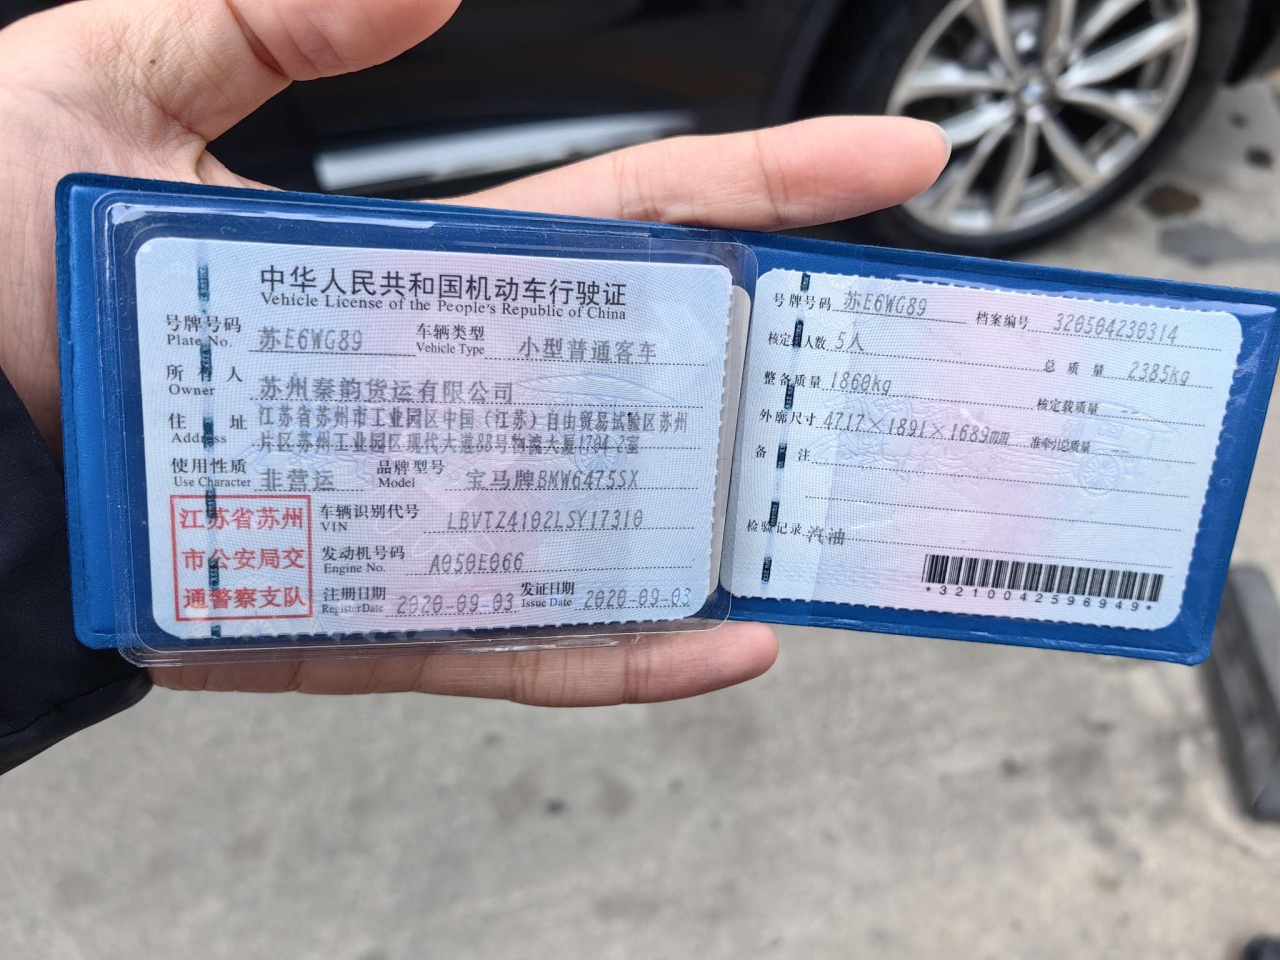 中华人民共和国机动车行驶证
Vehicle License of the People's Republic of China
号牌号码 苏E6WG89 车辆类型 小型普通客车
Plate No. Vehicle Type
所有人 苏州秦韵货运有限公司
Owner
住址 江苏省苏州市工业园区中国（江苏）自由贸易试验区苏州
Address 片区苏州工业园区现代大道88号物流大厦1704-2室
使用性质 非营运 品牌型号 宝马牌BMW6475SX
Use Character Model
江苏省苏州
市公安局交
通警察支队
车辆识别代号 LBVTZ4102LSY17310
VIN
发动机号码 A050E066
Engine No.
注册日期 2020-09-03 发证日期 2020-09-03
Register Date Issue Date
号牌号码 苏E6WG89 档案编号 320504230314
核定人数 5人 总质量 2385kg
整备质量 1860kg 核定载质量 --
外廓尺寸 4717×1891×1689mm 准牵引总质量 --
备注
检验记录 汽油
*3210042596949*